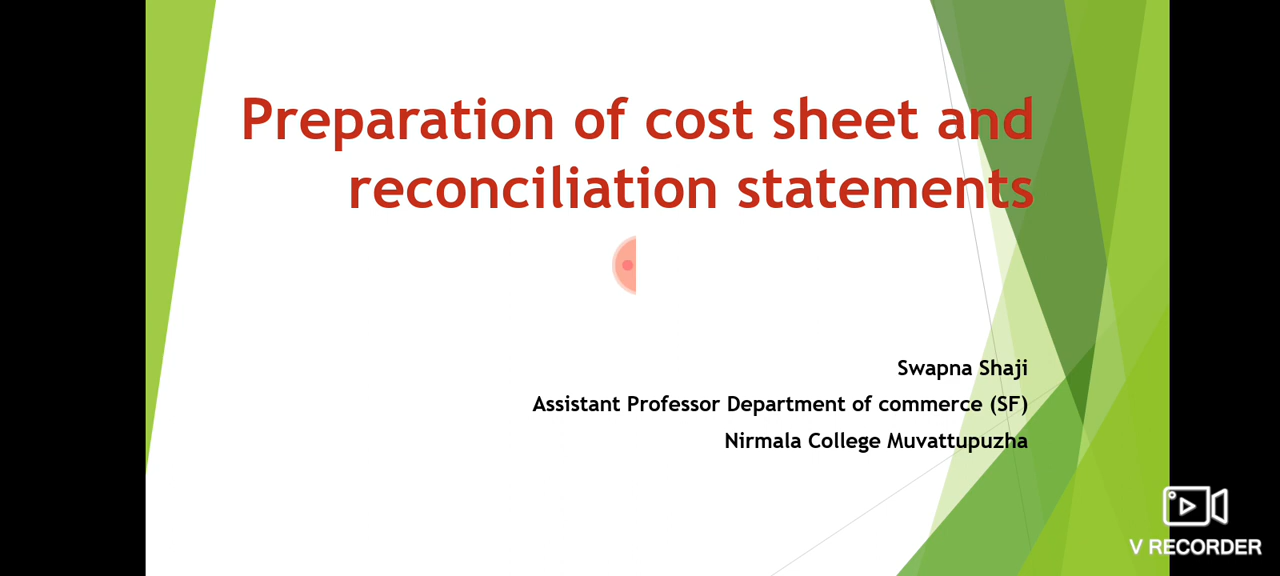 Preparation of cost sheet and
reconciliation statements
Swapna Shaji
Assistant Professor Department of commerce (SF)
Nirmala College Muvattupuzha
V RECORDER